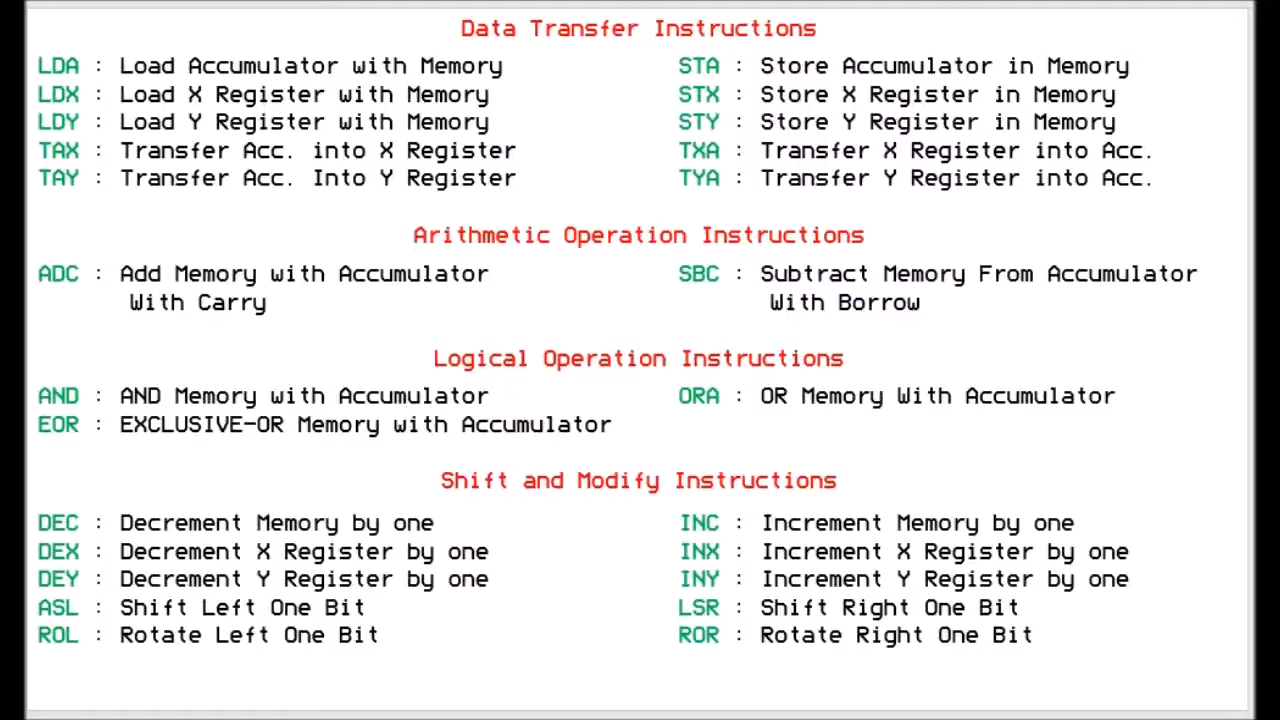 Data Transfer Instructions
LDA : Load Accumulator with Memory STA : Store Accumulator in Memory
LDX : Load X Register with Memory STX : Store X Register in Memory
LDY : Load Y Register with Memory STY : Store Y Register in Memory
TAX : Transfer Acc. into X Register TXA : Transfer X Register into Acc.
TAY : Transfer Acc. Into Y Register TYA : Transfer Y Register into Acc.
Arithmetic Operation Instructions
ADC : Add Memory with Accumulator SBC : Subtract Memory From Accumulator
With Carry With Borrow
Logical Operation Instructions
AND : AND Memory with Accumulator ORA : OR Memory With Accumulator
EOR : EXCLUSIVE-OR Memory with Accumulator
Shift and Modify Instructions
DEC : Decrement Memory by one INC : Increment Memory by one
DEX : Decrement X Register by one INX : Increment X Register by one
DEY : Decrement Y Register by one INY : Increment Y Register by one
ASL : Shift Left One Bit LSR : Shift Right One Bit
ROL : Rotate Left One Bit ROR : Rotate Right One Bit